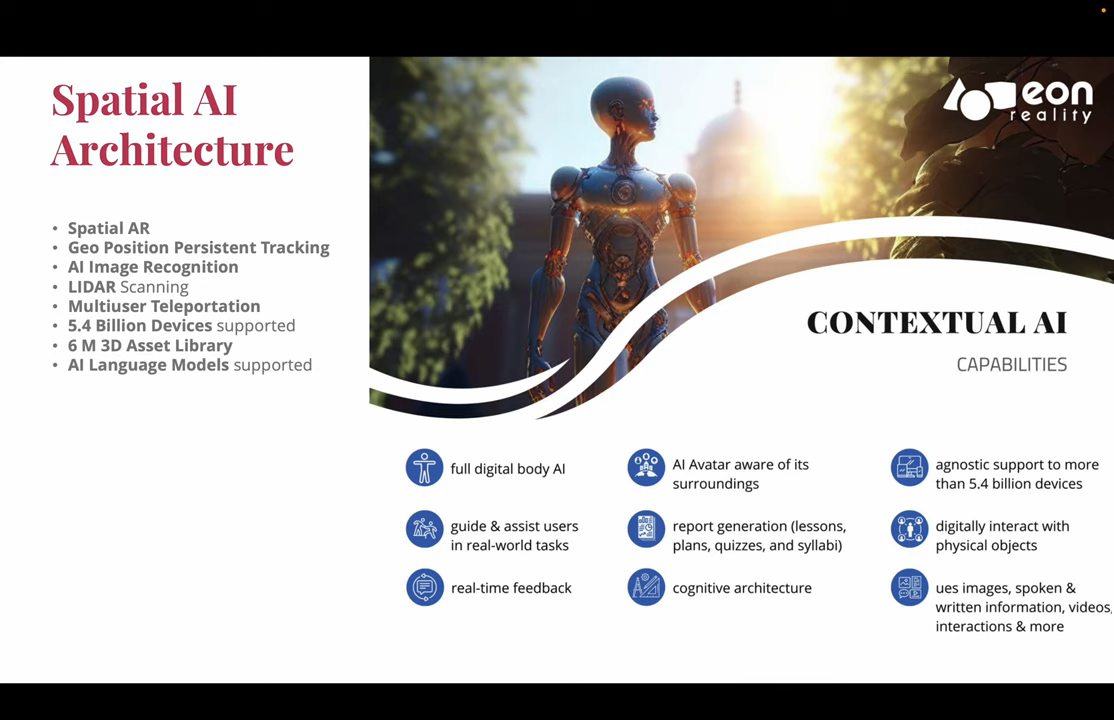 Spatial AI
Architecture
• Spatial AR
• Geo Position Persistent Tracking
• AI Image Recognition
• LIDAR Scanning
• Multiuser Teleportation
• 5.4 Billion Devices supported
• 6 M 3D Asset Library
• AI Language Models supported
eon
reality
CONTEXTUAL AI
CAPABILITIES
full digital body AI
AI Avatar aware of its
surroundings
agnostic support to more
than 5.4 billion devices
guide & assist users
in real-world tasks
report generation (lessons,
plans, quizzes, and syllabi)
digitally interact with
physical objects
real-time feedback
cognitive architecture
ues images, spoken &
written information, videos,
interactions & more